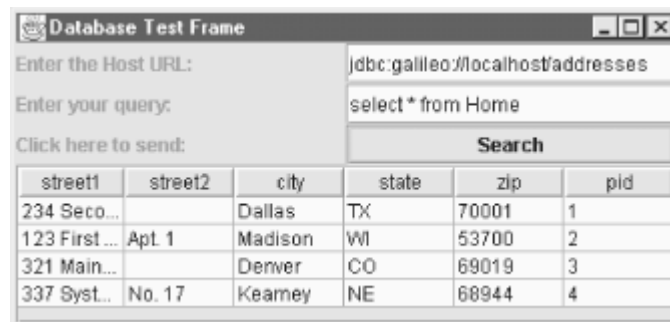 Database Test Frame
Enter the Host URL: jdbc:galileo://localhost/addresses
Enter your query: select * from Home
Click here to send: Search
street1 street2 city state zip pid
234 Seco... Dallas TX 70001 1
123 First ... Apt. 1 Madison WI 53700 2
321 Main... Denver CO 69019 3
337 Syst... No. 17 Kearney NE 68944 4